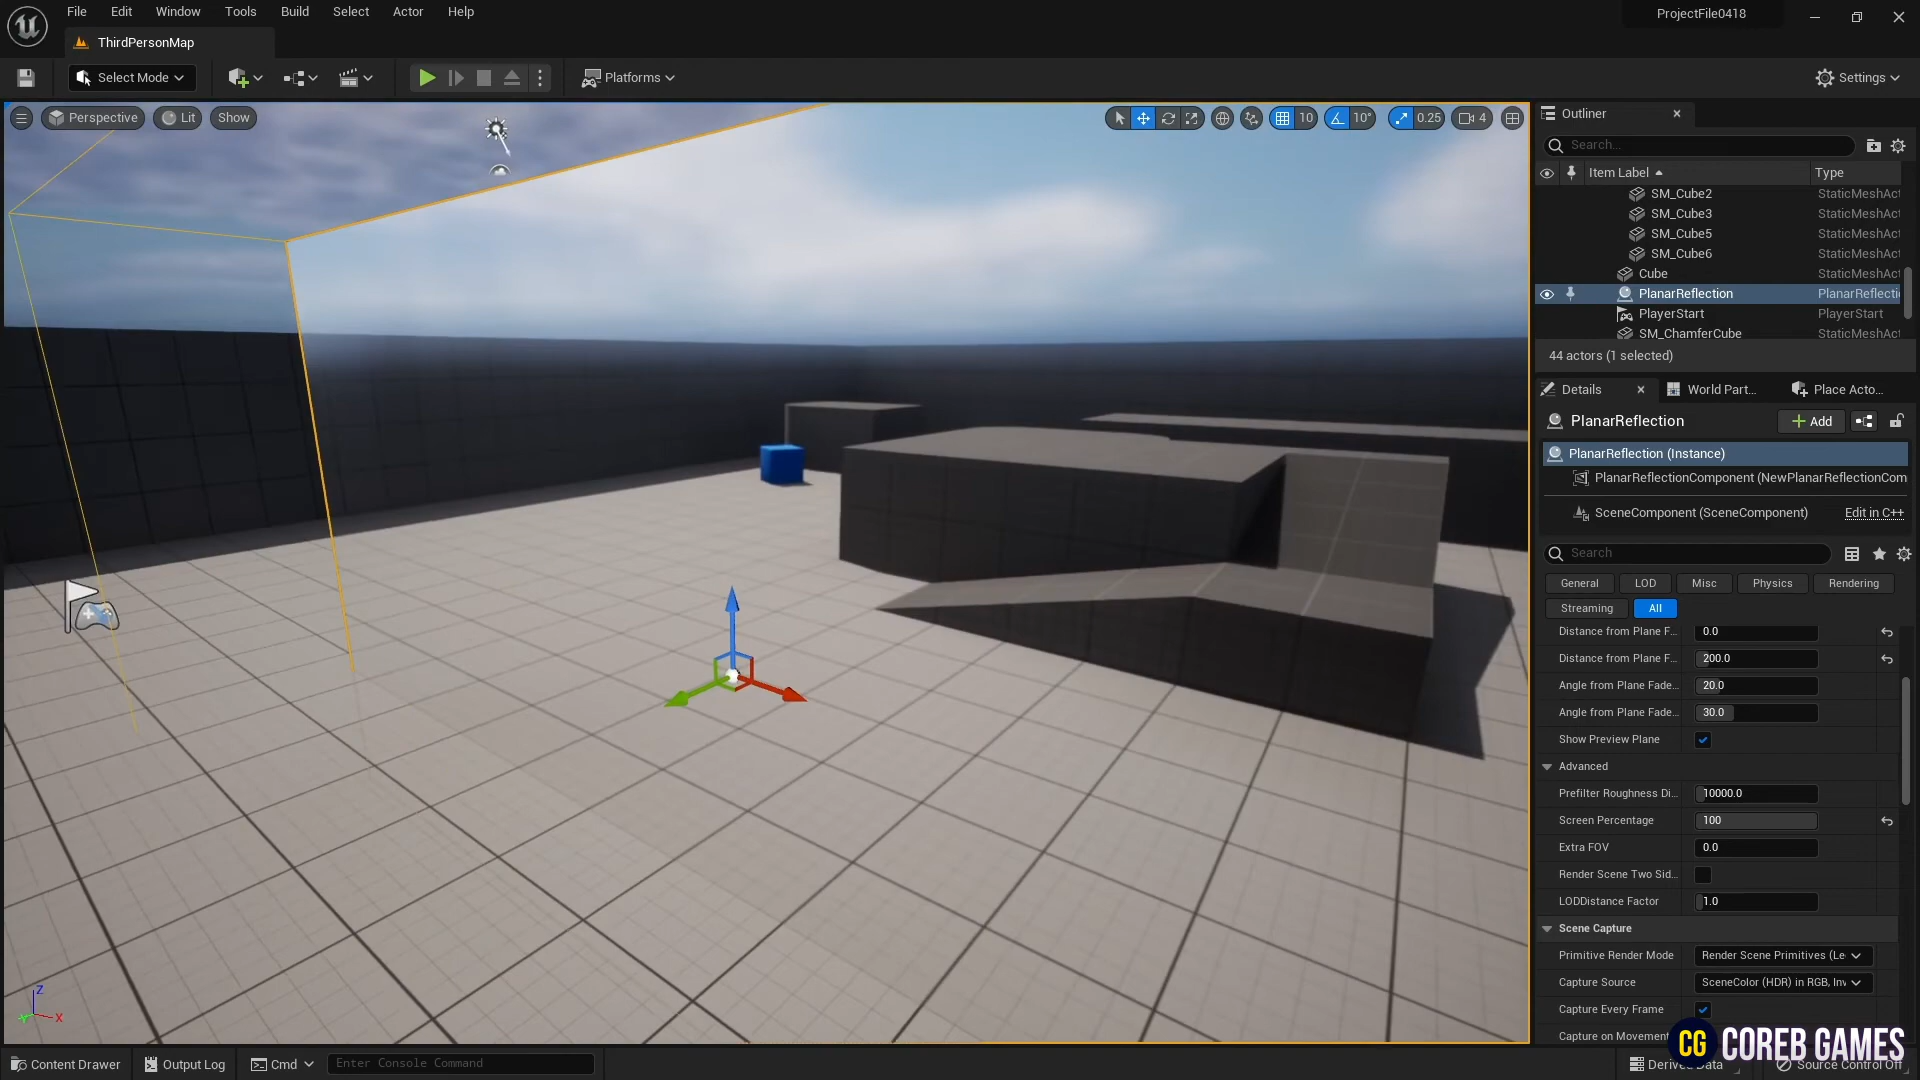 File Edit Window Tools Build Select Actor Help
ProjectFile0418
ThirdPersonMap
Select Mode
Platforms
Settings
Perspective Lit Show
10 10° 0.25 4
Outliner
Search...
Item Label Type
SM_Cube2 StaticMeshAct
SM_Cube3 StaticMeshAct
SM_Cube5 StaticMeshAct
SM_Cube6 StaticMeshAct
Cube StaticMeshAct
PlanarReflection PlanarReflecti
PlayerStart PlayerStart
SM_ChamferCube StaticMeshAct
44 actors (1 selected)
Details World Part... Place Acto...
PlanarReflection Add
PlanarReflection (Instance)
PlanarReflectionComponent (NewPlanarReflectionCom
SceneComponent (SceneComponent) Edit in C++
Search
General LOD Misc Physics Rendering
Streaming All
Distance from Plane F... 0.0
Distance from Plane F... 200.0
Angle from Plane Fade... 20.0
Angle from Plane Fade... 30.0
Show Preview Plane
Advanced
Prefilter Roughness Di... 10000.0
Screen Percentage 100
Extra FOV 0.0
Render Scene Two Sid...
LODDistance Factor 1.0
Scene Capture
Primitive Render Mode Render Scene Primitives (Le
Capture Source SceneColor (HDR) in RGB, Inv
Capture Every Frame
Capture on Movement
Z
X
Y
CG COREB GAMES
Content Drawer Output Log Cmd Enter Console Command
Derived Data Source Control Off